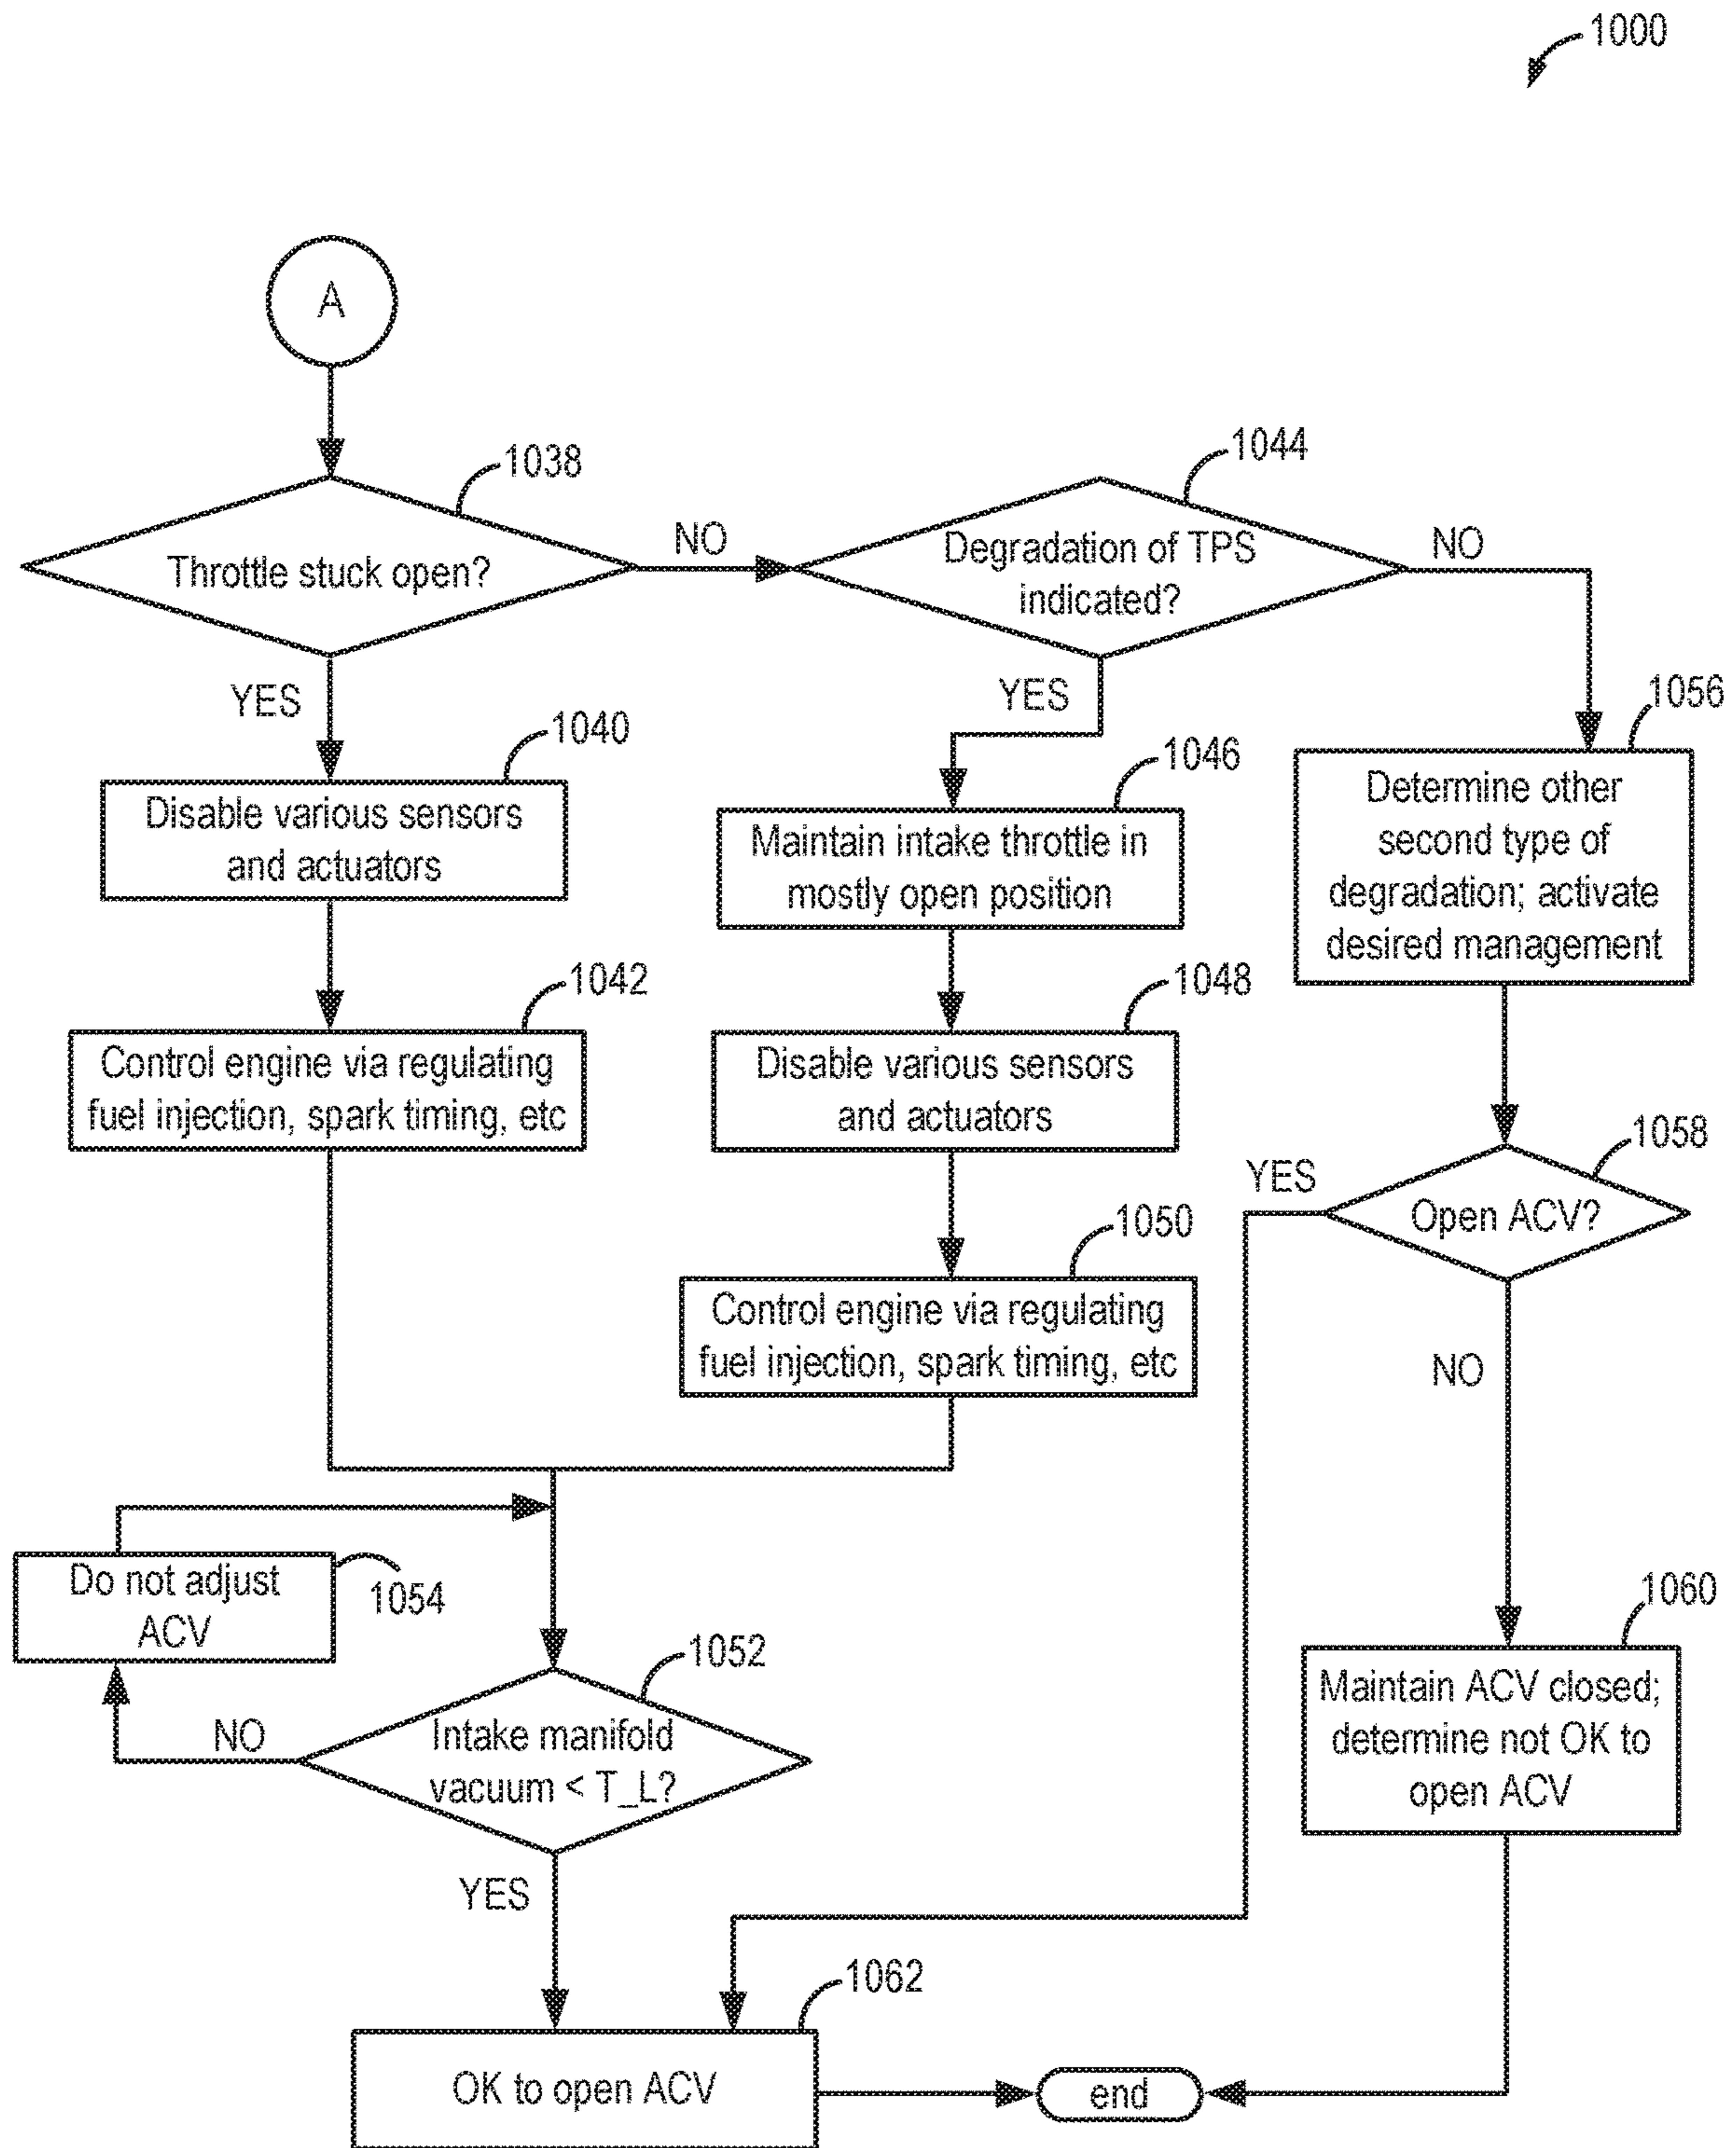 1000
A
1038
Throttle stuck open?
NO
1044
Degradation of TPS
indicated?
NO
YES
YES
1040
Disable various sensors
and actuators
1046
Maintain intake throttle in
mostly open position
1056
Determine other
second type of
degradation; activate
desired management
1042
Control engine via regulating
fuel injection, spark timing, etc
1048
Disable various sensors
and actuators
1058
Open ACV?
YES
NO
1050
Control engine via regulating
fuel injection, spark timing, etc
1054
Do not adjust
ACV
1052
Intake manifold
vacuum < T_L?
NO
YES
1060
Maintain ACV closed;
determine not OK to
open ACV
1062
OK to open ACV
end